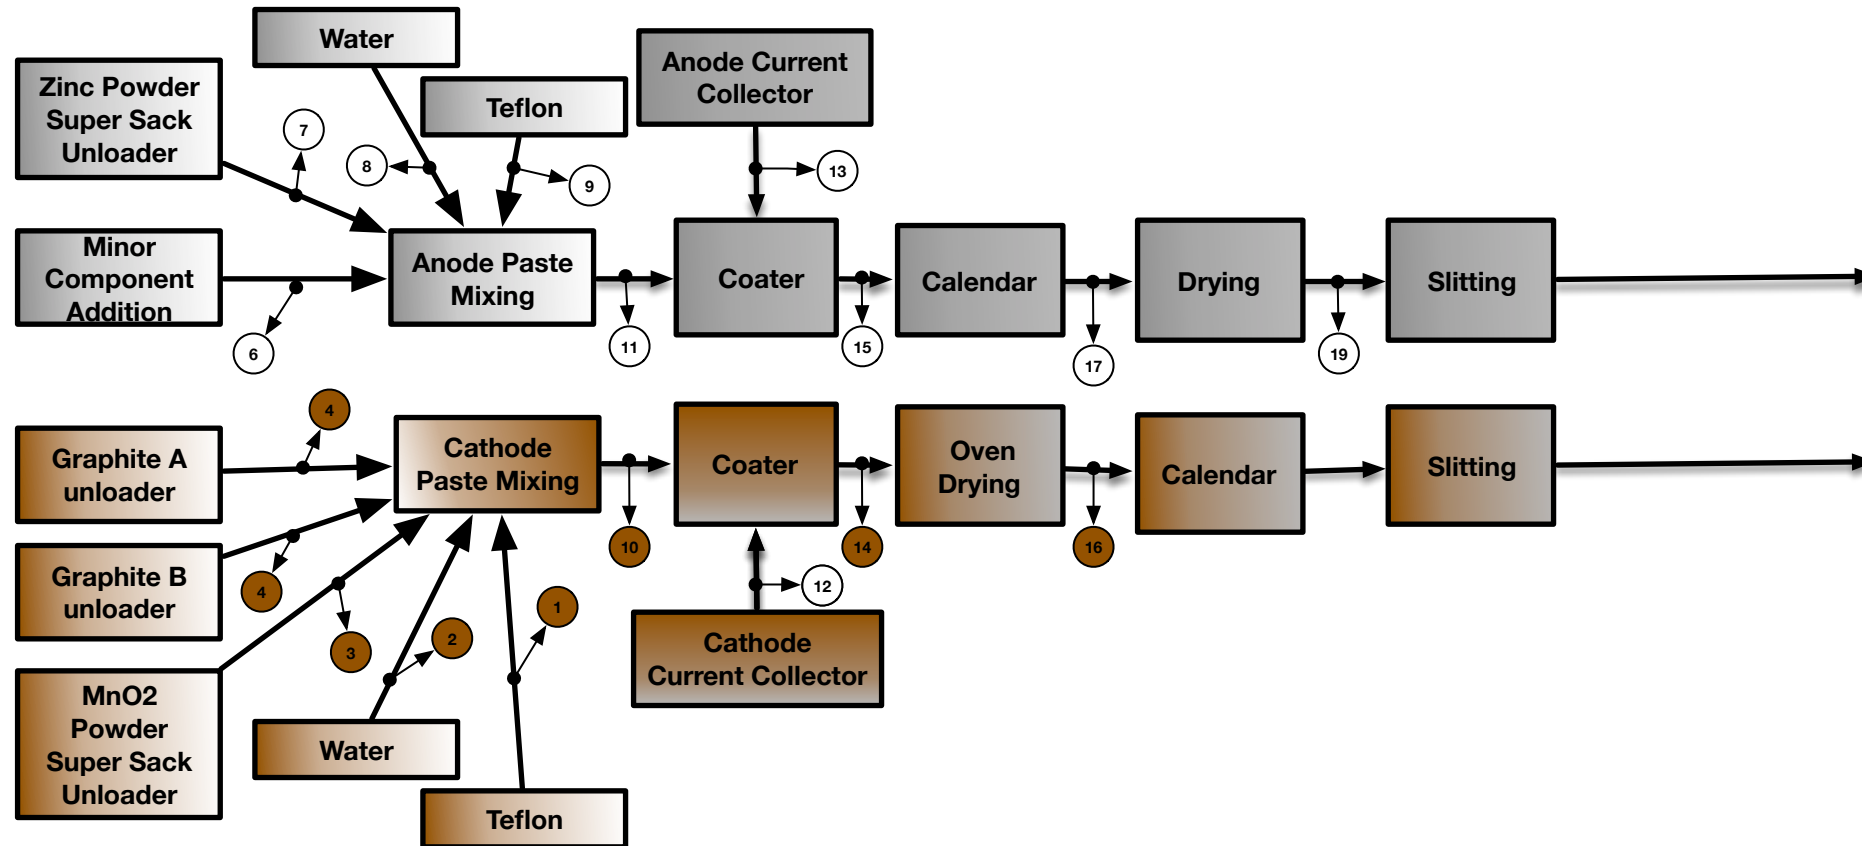 Water
Zinc Powder
Super Sack
Unloader
Teflon
Anode Current
Collector
7
8
9
13
Minor
Component
Addition
Anode Paste
Mixing
Coater
Calendar
Drying
Slitting
6
11
15
17
19
4
Graphite A
unloader
Cathode
Paste Mixing
Coater
Oven
Drying
Calendar
Slitting
Graphite B
unloader
4
10
14
16
12
1
2
3
MnO2
Powder
Super Sack
Unloader
Water
Teflon
Cathode
Current Collector